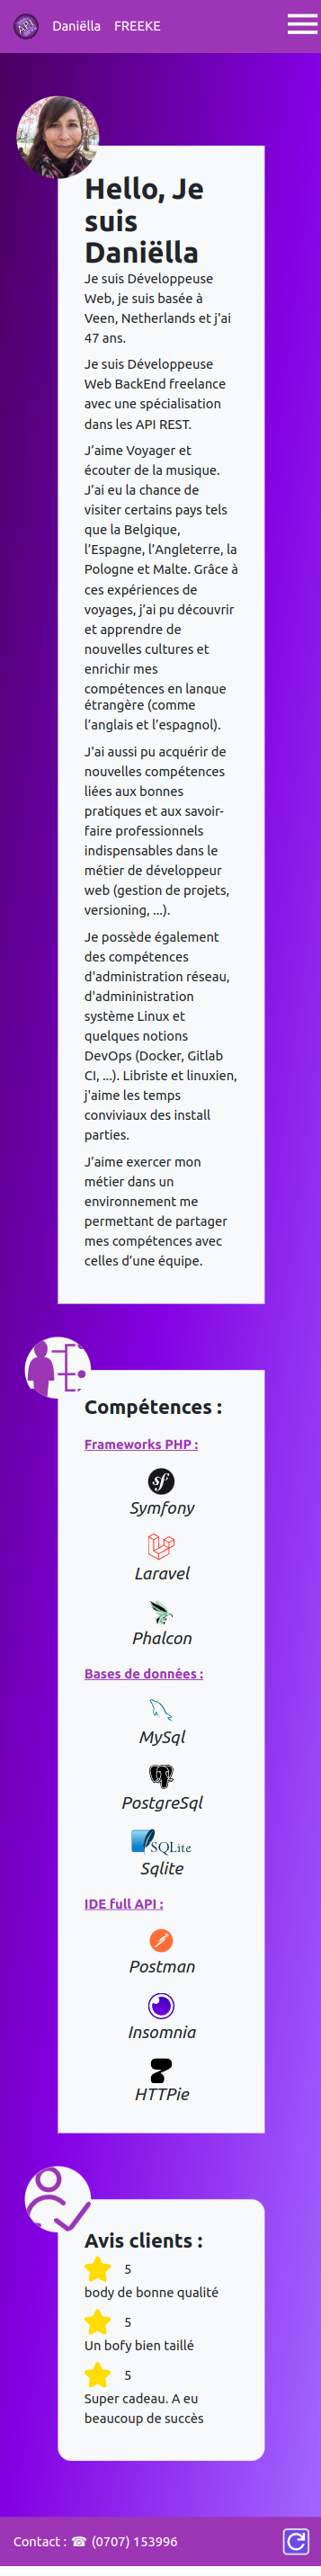 API Daniëlla FREEKE
Hello, Je
suis
Daniëlla
Je suis Développeuse
Web, je suis basée à
Veen, Netherlands et j'ai
47 ans.
Je suis Développeuse
Web BackEnd freelance
avec une spécialisation
dans les API REST.
J’aime Voyager et
écouter de la musique.
J’ai eu la chance de
visiter certains pays tels
que la Belgique,
l’Espagne, l’Angleterre, la
Pologne et Malte. Grâce à
ces expériences de
voyages, j’ai pu découvrir
et apprendre de
nouvelles cultures et
enrichir mes
compétences en langue
étrangère (comme
l’anglais et l’espagnol).
J'ai aussi pu acquérir de
nouvelles compétences
liées aux bonnes
pratiques et aux savoir-
faire professionnels
indispensables dans le
métier de développeur
web (gestion de projets,
versioning, ...).
Je possède également
des compétences
d'administration réseau,
d'admininistration
système Linux et
quelques notions
DevOps (Docker, Gitlab
CI, ...). Libriste et linuxien,
j'aime les temps
conviviaux des install
parties.
J’aime exercer mon
métier dans un
environnement me
permettant de partager
mes compétences avec
celles d’une équipe.
Compétences :
Frameworks PHP :
sf
Symfony
Laravel
Phalcon
Bases de données :
MySql
PostgreSql
SQLite
Sqlite
IDE full API :
Postman
Insomnia
HTTPie
Avis clients :
5
body de bonne qualité
5
Un bofy bien taillé
5
Super cadeau. A eu
beaucoup de succès
Contact : ☎ (0707) 153996